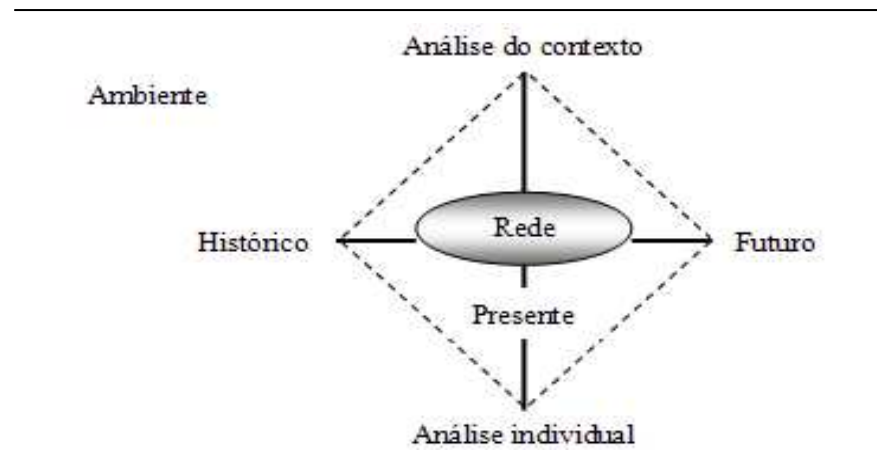 Análise do contexto
Ambiente
Rede
Histórico
Futuro
Presente
Análise individual